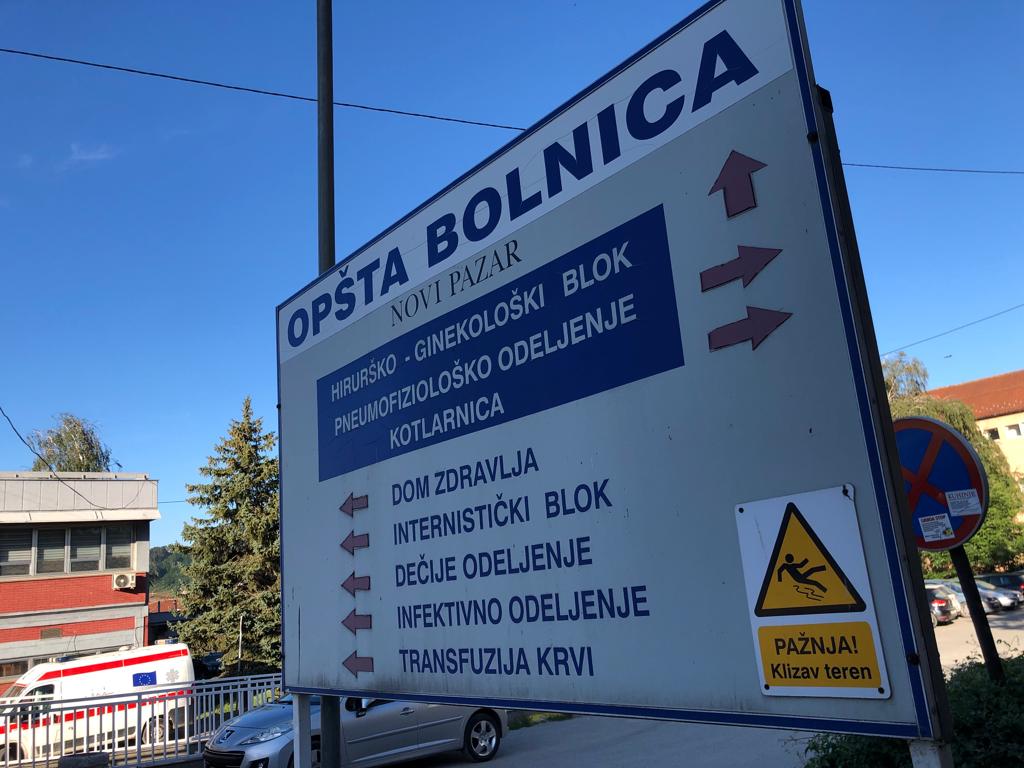 OPŠTA BOLNICA
NOVI PAZAR
HIRURŠKO - GINEKOLOŠKI BLOK
PNEUMOFIZIOLOŠKO ODELJENJE
KOTLARNICA
DOM ZDRAVLJA
INTERNISTIČKI BLOK
DEČIJE ODELJENJE
INFEKTIVNO ODELJENJE
TRANSFUZIJA KRVI
PAŽNJA!
Klizav teren
KUHINJE